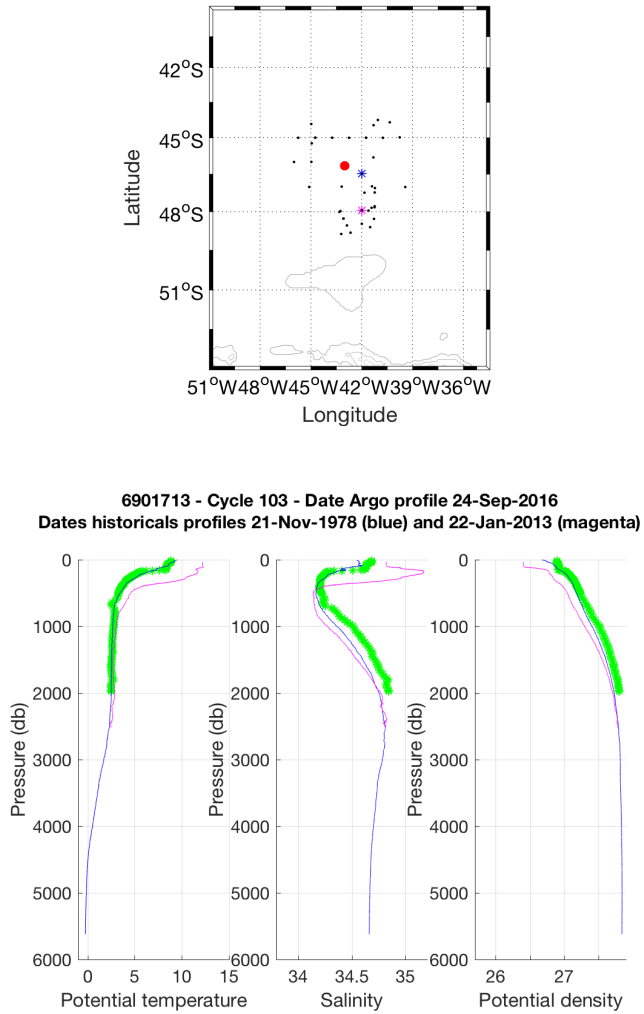 42°S
45°S
48°S
51°S
Latitude
51°W48°W45°W42°W39°W36°W
Longitude
6901713 - Cycle 103 - Date Argo profile 24-Sep-2016
Dates historicals profiles 21-Nov-1978 (blue) and 22-Jan-2013 (magenta)
0
1000
2000
3000
4000
5000
6000
Pressure (db)
0 5 10 15
Potential temperature
0
1000
2000
3000
4000
5000
6000
Pressure (db)
34 34.5 35
Salinity
0
1000
2000
3000
4000
5000
6000
Pressure (db)
26 27
Potential density